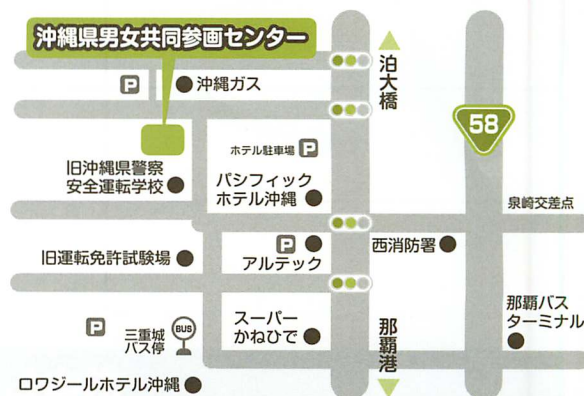 沖縄県男女共同参画センター
P
沖縄ガス
泊大橋
58
ホテル駐車場 P
旧沖縄県警察
安全運転学校
パシフィック
ホテル沖縄
泉崎交差点
旧運転免許試験場
P
アルテック
西消防署
P
三重城
バス停
BUS
スーパー
かねひで
那覇港
那覇バス
ターミナル
ロワジールホテル沖縄